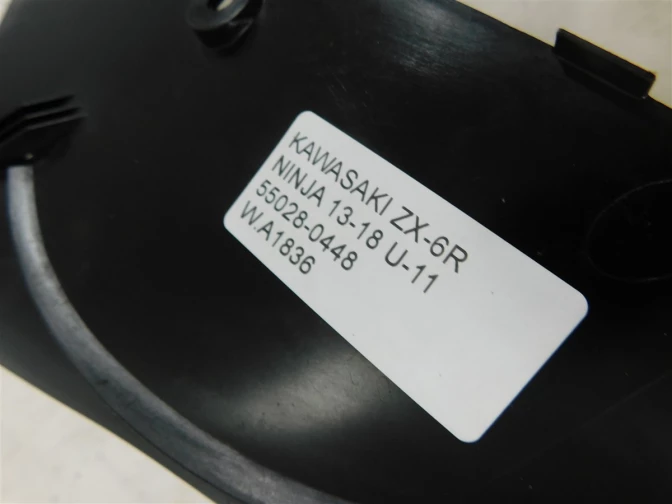 KAWASAKI ZX-6R
NINJA 13-18 U-11
55028-0448
W.A1836